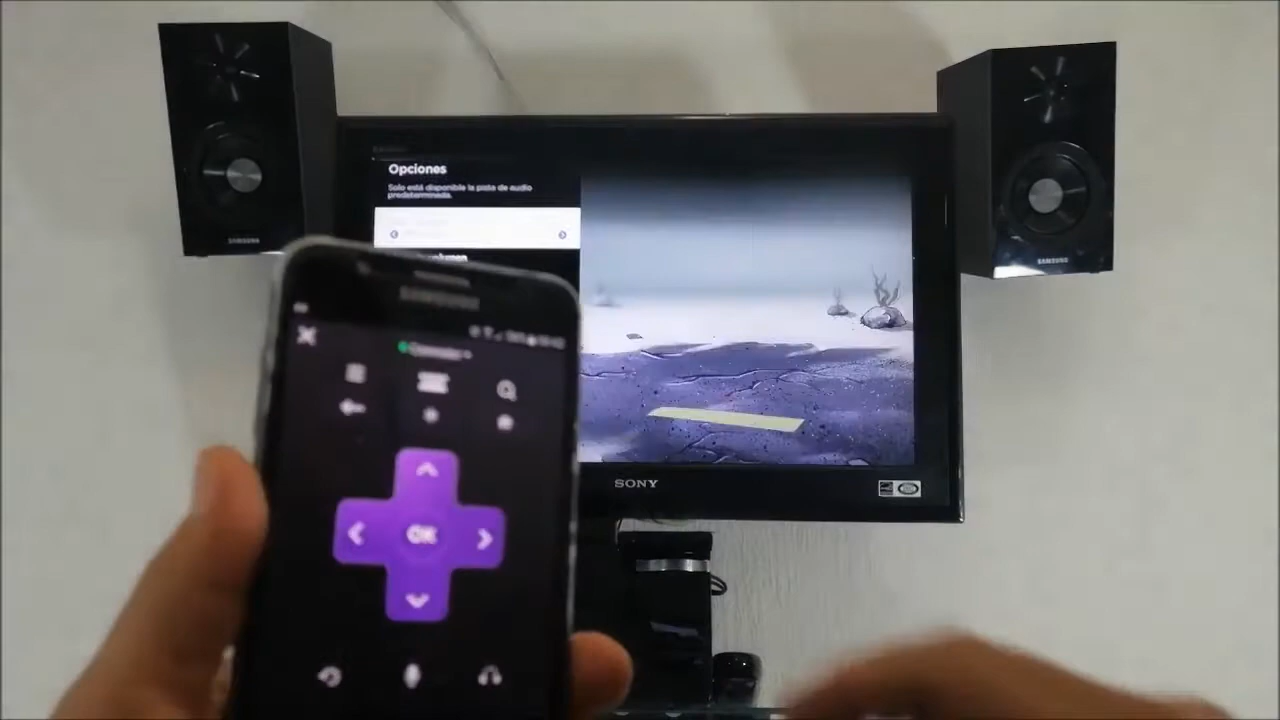 Opciones
Solo está disponible la pista de audio
predeterminada.
SAMSUNG
SAMSUNG
SAMSUNG
OK
SONY